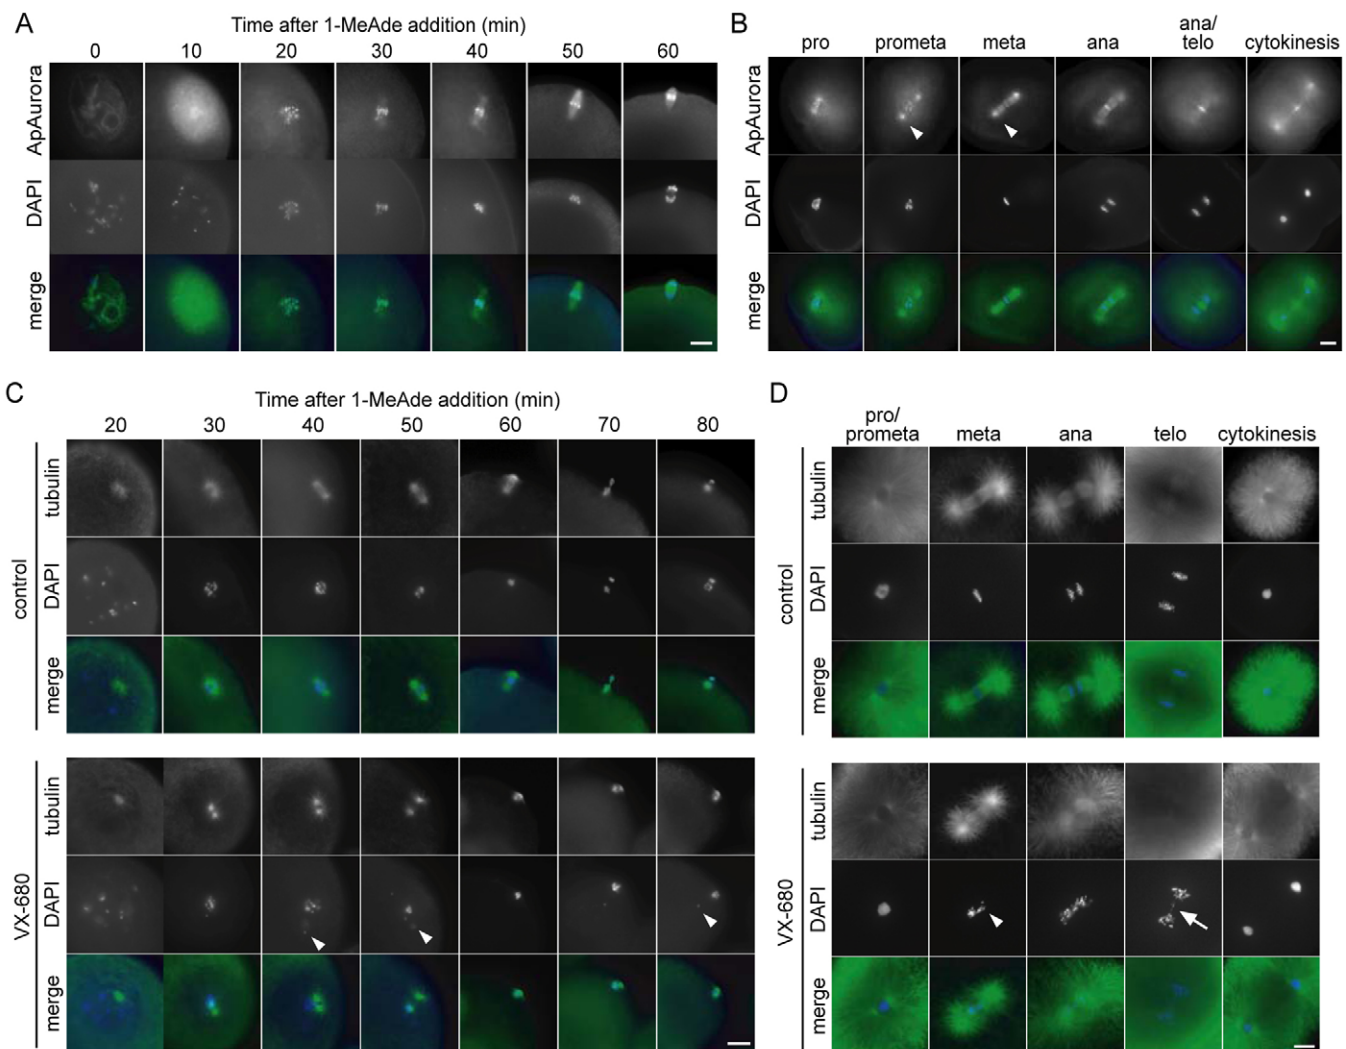 A
Time after 1-MeAde addition (min)
0 10 20 30 40 50 60
ApAurora
DAPI
merge
B
pro prometa meta ana ana/ telo cytokinesis
ApAurora
DAPI
merge
C
Time after 1-MeAde addition (min)
20 30 40 50 60 70 80
control
tubulin
DAPI
merge
VX-680
tubulin
DAPI
merge
D
pro/ prometa meta ana telo cytokinesis
control
tubulin
DAPI
merge
VX-680
tubulin
DAPI
merge